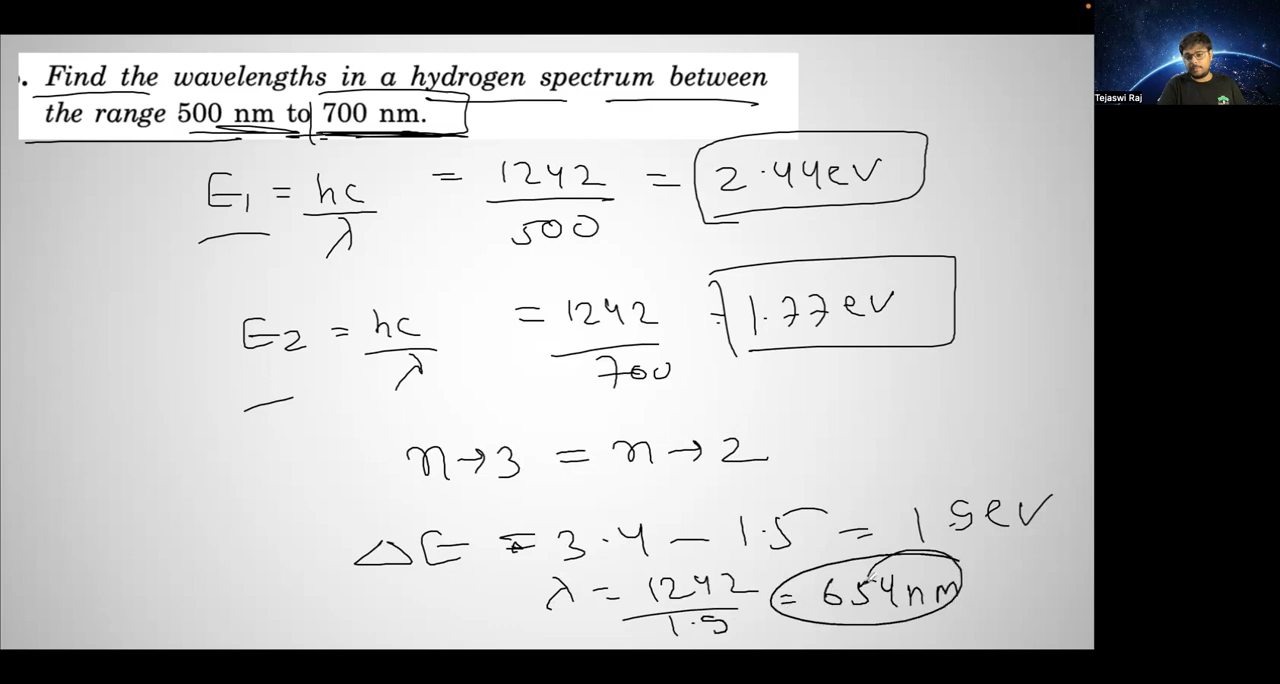 . Find the wavelengths in a hydrogen spectrum between
the range 500 nm to 700 nm.
E1 = hc/λ = 1242/500 = 2.44ev
E2 = hc/λ = 1242/700 = 1.77ev
n→3 = n→2
ΔE = 3.4 - 1.5 = 1.9ev
λ = 1242/1.9 = 654nm
Tejaswi Raj